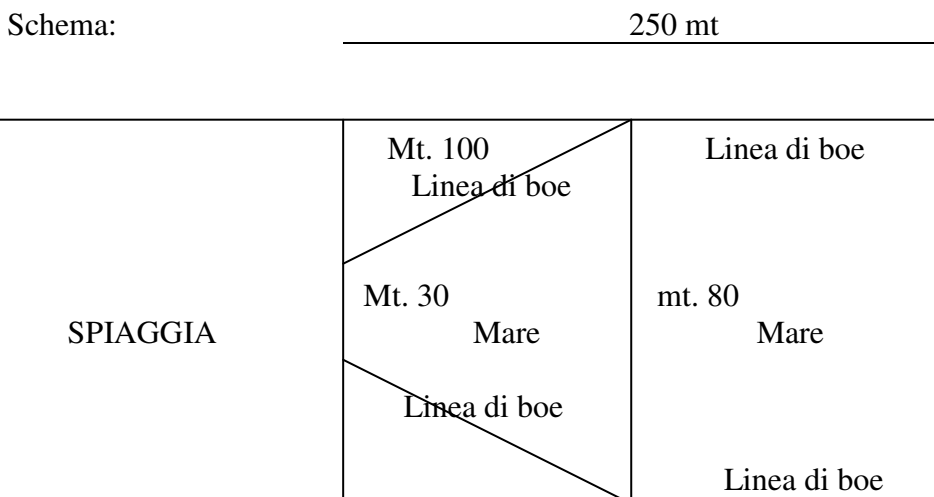 Schema: 250 mt
Mt. 100 Linea di boe
Linea di boe
Mt. 30 mt. 80
SPIAGGIA Mare Mare
Linea di boe
Linea di boe